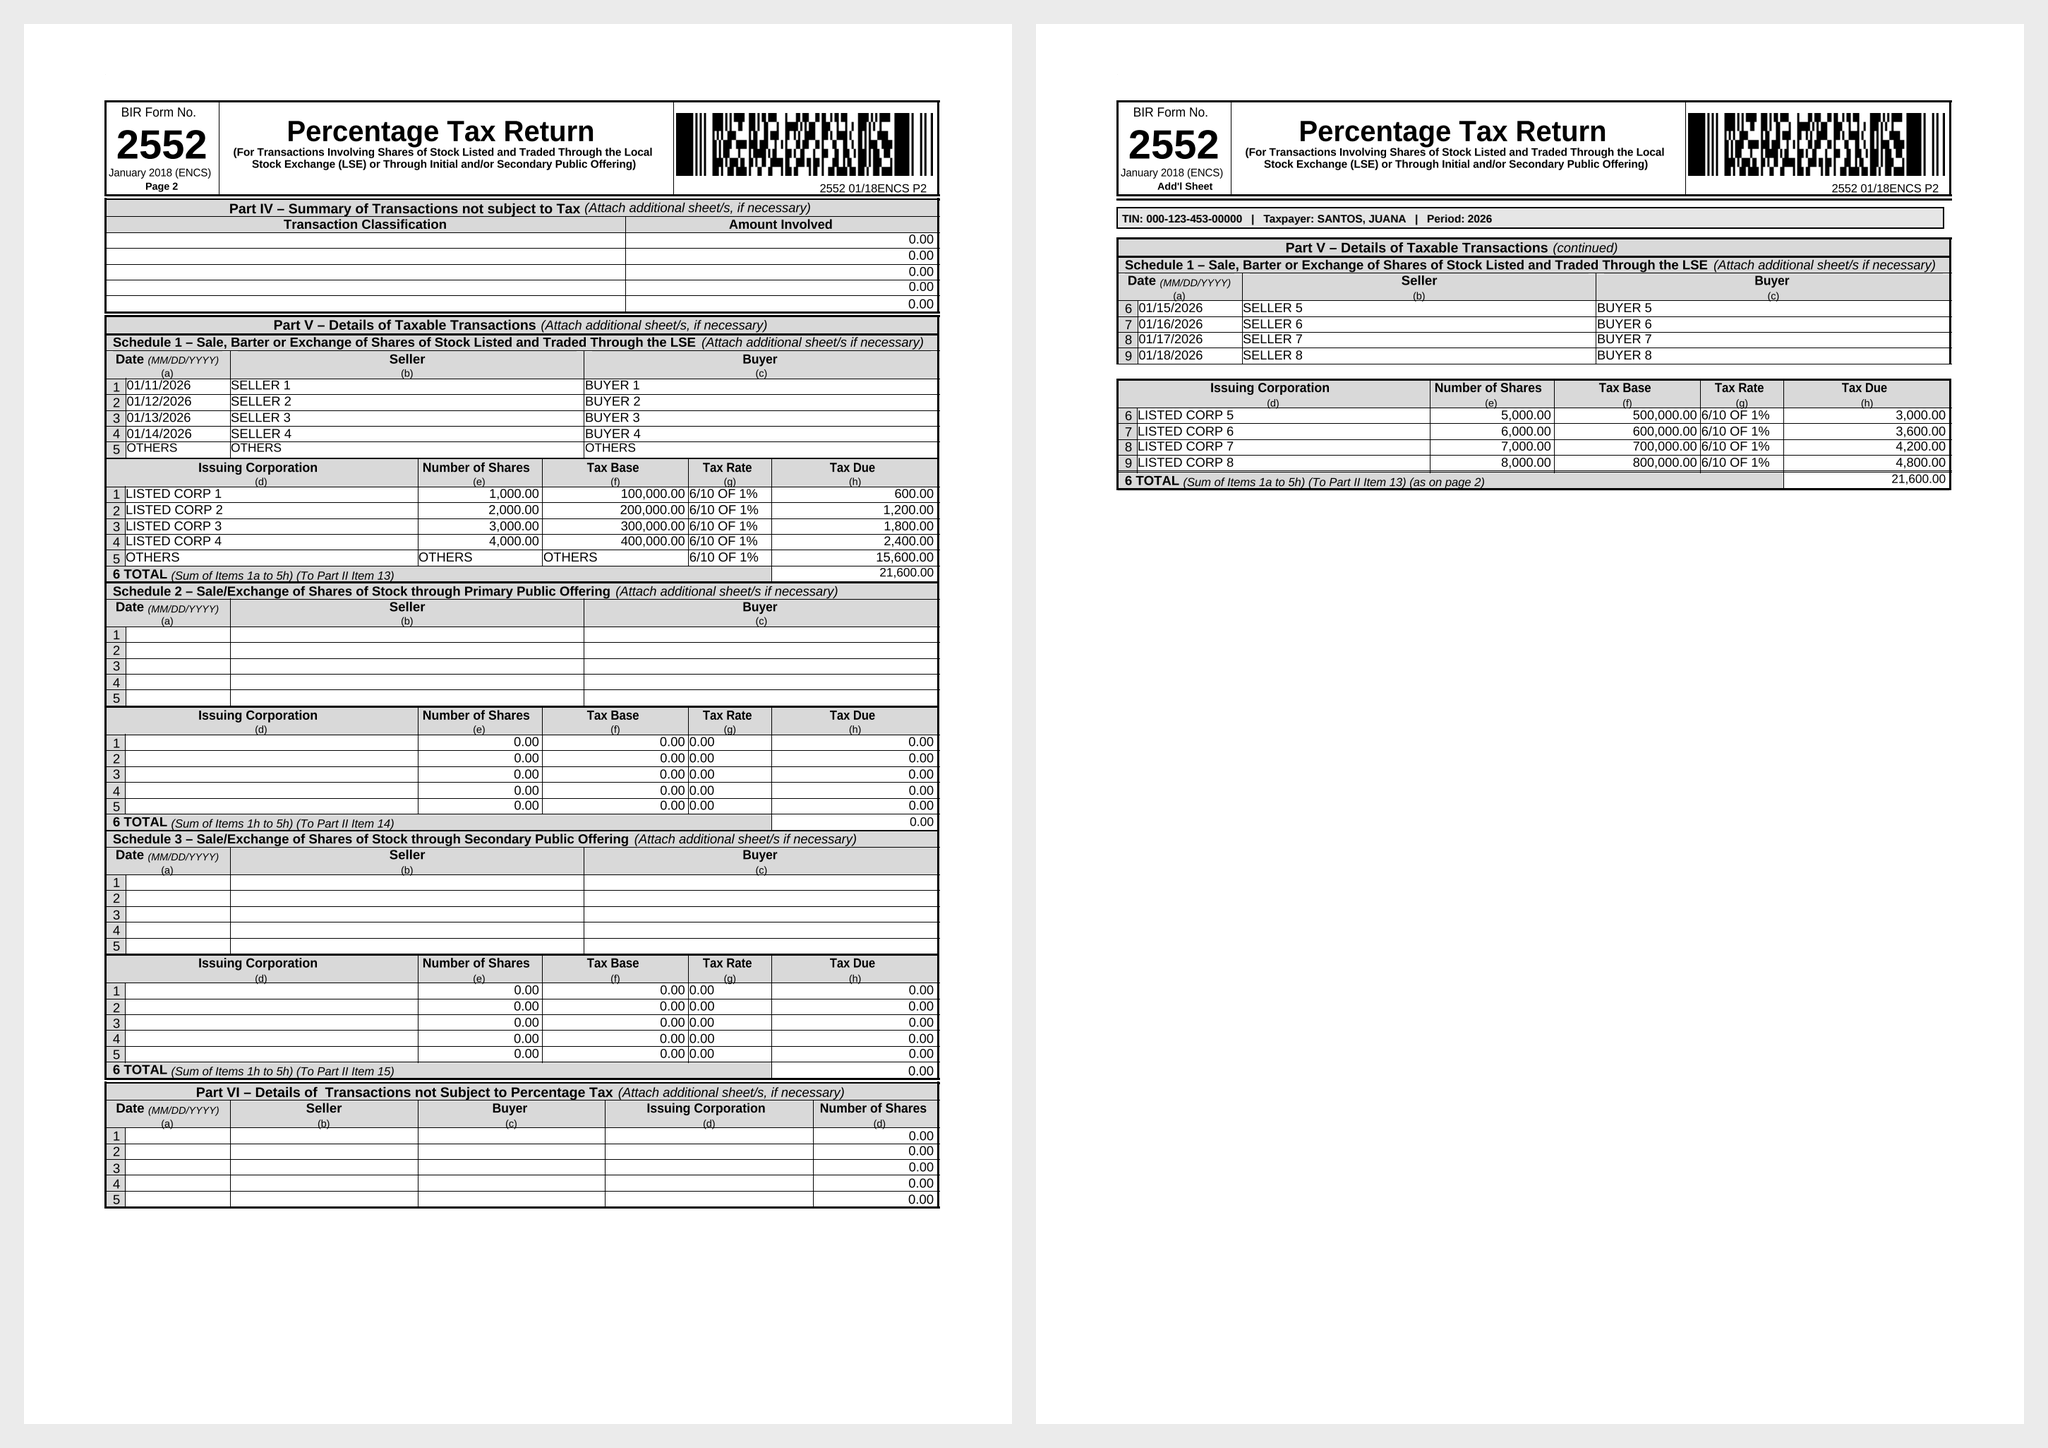 BIR Form No.
2552
January 2018 (ENCS)
Page 2
Percentage Tax Return
(For Transactions Involving Shares of Stock Listed and Traded Through the Local
Stock Exchange (LSE) or Through Initial and/or Secondary Public Offering)
2552 01/18ENCS P2
Part IV – Summary of Transactions not subject to Tax (Attach additional sheet/s, if necessary)
Transaction Classification Amount Involved
0.00
0.00
0.00
0.00
0.00
Part V – Details of Taxable Transactions (Attach additional sheet/s, if necessary)
Schedule 1 – Sale, Barter or Exchange of Shares of Stock Listed and Traded Through the LSE (Attach additional sheet/s if necessary)
Date (MM/DD/YYYY) Seller Buyer
(a) (b) (c)
1 01/11/2026 SELLER 1 BUYER 1
2 01/12/2026 SELLER 2 BUYER 2
3 01/13/2026 SELLER 3 BUYER 3
4 01/14/2026 SELLER 4 BUYER 4
5 OTHERS OTHERS OTHERS
Issuing Corporation Number of Shares Tax Base Tax Rate Tax Due
(d) (e) (f) (g) (h)
1 LISTED CORP 1 1,000.00 100,000.00 6/10 OF 1% 600.00
2 LISTED CORP 2 2,000.00 200,000.00 6/10 OF 1% 1,200.00
3 LISTED CORP 3 3,000.00 300,000.00 6/10 OF 1% 1,800.00
4 LISTED CORP 4 4,000.00 400,000.00 6/10 OF 1% 2,400.00
5 OTHERS OTHERS OTHERS 6/10 OF 1% 15,600.00
6 TOTAL (Sum of Items 1a to 5h) (To Part II Item 13) 21,600.00
Schedule 2 – Sale/Exchange of Shares of Stock through Primary Public Offering (Attach additional sheet/s if necessary)
Date (MM/DD/YYYY) Seller Buyer
(a) (b) (c)
1
2
3
4
5
Issuing Corporation Number of Shares Tax Base Tax Rate Tax Due
(d) (e) (f) (g) (h)
1 0.00 0.00 0.00 0.00
2 0.00 0.00 0.00 0.00
3 0.00 0.00 0.00 0.00
4 0.00 0.00 0.00 0.00
5 0.00 0.00 0.00 0.00
6 TOTAL (Sum of Items 1h to 5h) (To Part II Item 14) 0.00
Schedule 3 – Sale/Exchange of Shares of Stock through Secondary Public Offering (Attach additional sheet/s if necessary)
Date (MM/DD/YYYY) Seller Buyer
(a) (b) (c)
1
2
3
4
5
Issuing Corporation Number of Shares Tax Base Tax Rate Tax Due
(d) (e) (f) (g) (h)
1 0.00 0.00 0.00 0.00
2 0.00 0.00 0.00 0.00
3 0.00 0.00 0.00 0.00
4 0.00 0.00 0.00 0.00
5 0.00 0.00 0.00 0.00
6 TOTAL (Sum of Items 1h to 5h) (To Part II Item 15) 0.00
Part VI – Details of Transactions not Subject to Percentage Tax (Attach additional sheet/s, if necessary)
Date (MM/DD/YYYY) Seller Buyer Issuing Corporation Number of Shares
(a) (b) (c) (d) (d)
1 0.00
2 0.00
3 0.00
4 0.00
5 0.00
BIR Form No.
2552
January 2018 (ENCS)
Add'l Sheet
Percentage Tax Return
(For Transactions Involving Shares of Stock Listed and Traded Through the Local
Stock Exchange (LSE) or Through Initial and/or Secondary Public Offering)
2552 01/18ENCS P2
TIN: 000-123-453-00000 | Taxpayer: SANTOS, JUANA | Period: 2026
Part V – Details of Taxable Transactions (continued)
Schedule 1 – Sale, Barter or Exchange of Shares of Stock Listed and Traded Through the LSE (Attach additional sheet/s if necessary)
Date (MM/DD/YYYY) Seller Buyer
(a) (b) (c)
6 01/15/2026 SELLER 5 BUYER 5
7 01/16/2026 SELLER 6 BUYER 6
8 01/17/2026 SELLER 7 BUYER 7
9 01/18/2026 SELLER 8 BUYER 8
Issuing Corporation Number of Shares Tax Base Tax Rate Tax Due
(d) (e) (f) (g) (h)
6 LISTED CORP 5 5,000.00 500,000.00 6/10 OF 1% 3,000.00
7 LISTED CORP 6 6,000.00 600,000.00 6/10 OF 1% 3,600.00
8 LISTED CORP 7 7,000.00 700,000.00 6/10 OF 1% 4,200.00
9 LISTED CORP 8 8,000.00 800,000.00 6/10 OF 1% 4,800.00
6 TOTAL (Sum of Items 1a to 5h) (To Part II Item 13) (as on page 2) 21,600.00